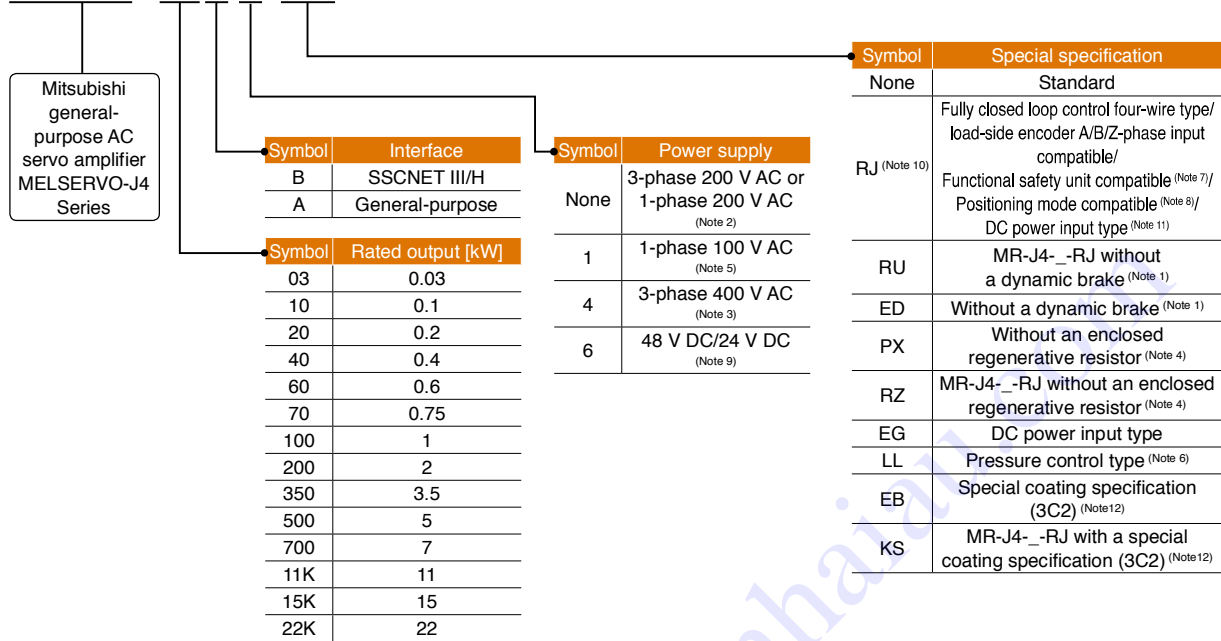 Mitsubishi
general-
purpose AC
servo amplifier
MELSERVO-J4
Series
Symbol Interface
B SSCNET III/H
A General-purpose
Symbol Rated output [kW]
03 0.03
10 0.1
20 0.2
40 0.4
60 0.6
70 0.75
100 1
200 2
350 3.5
500 5
700 7
11K 11
15K 15
22K 22
Symbol Power supply
None 3-phase 200 V AC or
1-phase 200 V AC
(Note 2)
1 1-phase 100 V AC
(Note 5)
4 3-phase 400 V AC
(Note 3)
6 48 V DC/24 V DC
(Note 9)
Symbol Special specification
None Standard
RJ (Note 10) Fully closed loop control four-wire type/
load-side encoder A/B/Z-phase input
compatible/
Functional safety unit compatible (Note 7)/
Positioning mode compatible (Note 8)/
DC power input type (Note 11)
RU MR-J4-_-RJ without
a dynamic brake (Note 1)
ED Without a dynamic brake (Note 1)
PX Without an enclosed
regenerative resistor (Note 4)
RZ MR-J4-_-RJ without an enclosed
regenerative resistor (Note 4)
EG DC power input type
LL Pressure control type (Note 6)
EB Special coating specification
(3C2) (Note12)
KS MR-J4-_-RJ with a special
coating specification (3C2) (Note12)